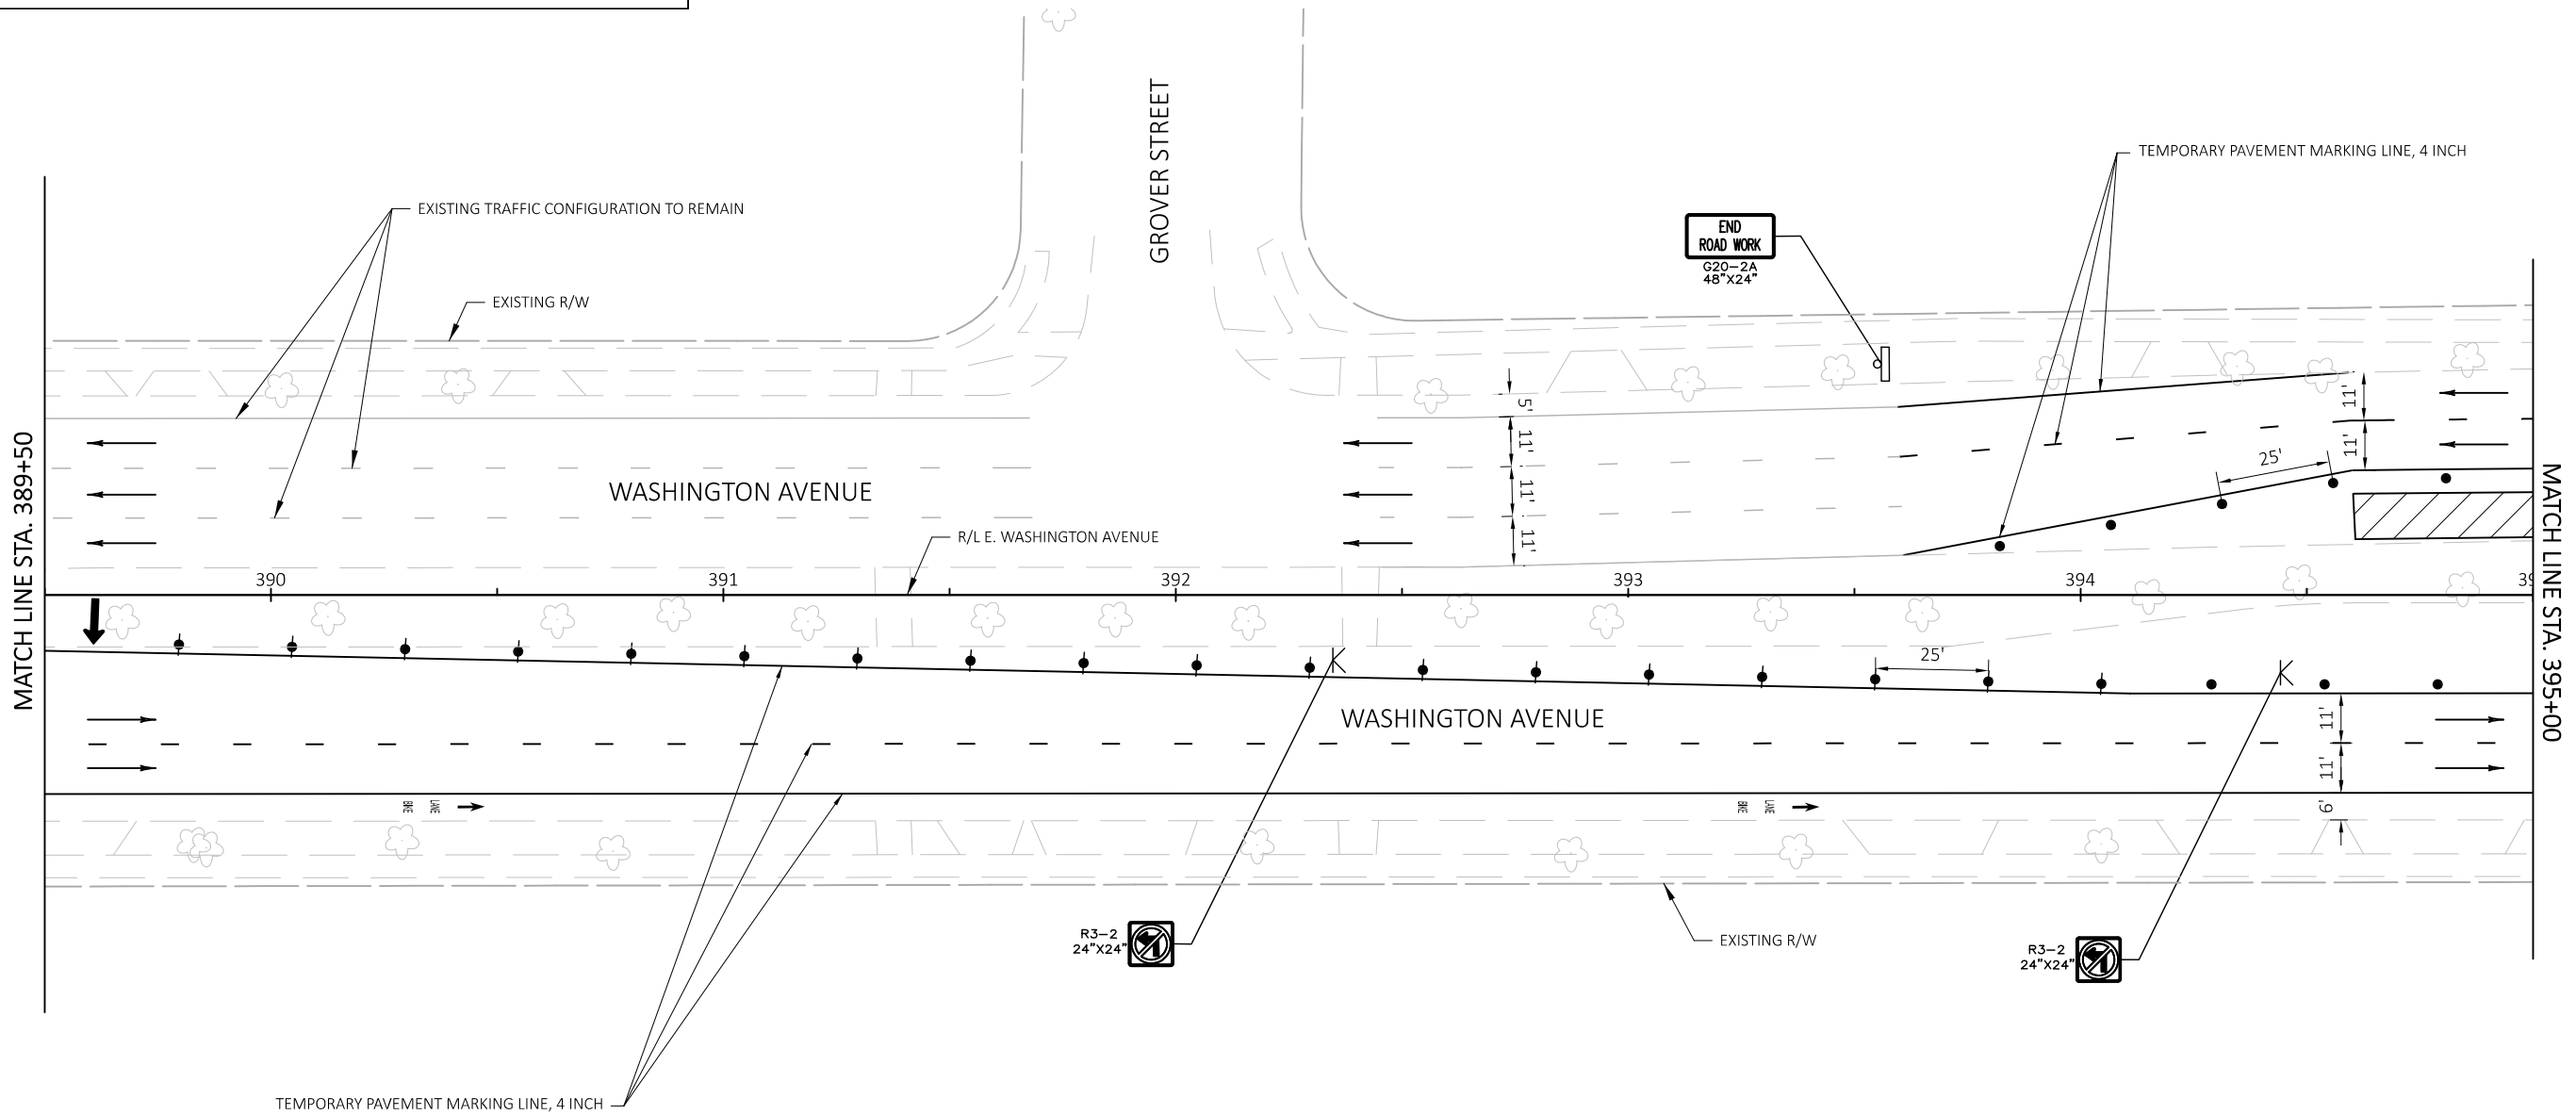 GROVER STREET
TEMPORARY PAVEMENT MARKING LINE, 4 INCH
EXISTING TRAFFIC CONFIGURATION TO REMAIN
END
ROAD WORK
G20-2A
48"X24"
EXISTING R/W
5'
11'
11'
11'
11'
11'
25'
MATCH LINE STA. 389+50
WASHINGTON AVENUE
R/L E. WASHINGTON AVENUE
390
391
392
393
394
MATCH LINE STA. 395+00
25'
WASHINGTON AVENUE
11'
11'
6'
BIKE LANE
BIKE LANE
R3-2
24"X24"
EXISTING R/W
R3-2
24"X24"
TEMPORARY PAVEMENT MARKING LINE, 4 INCH